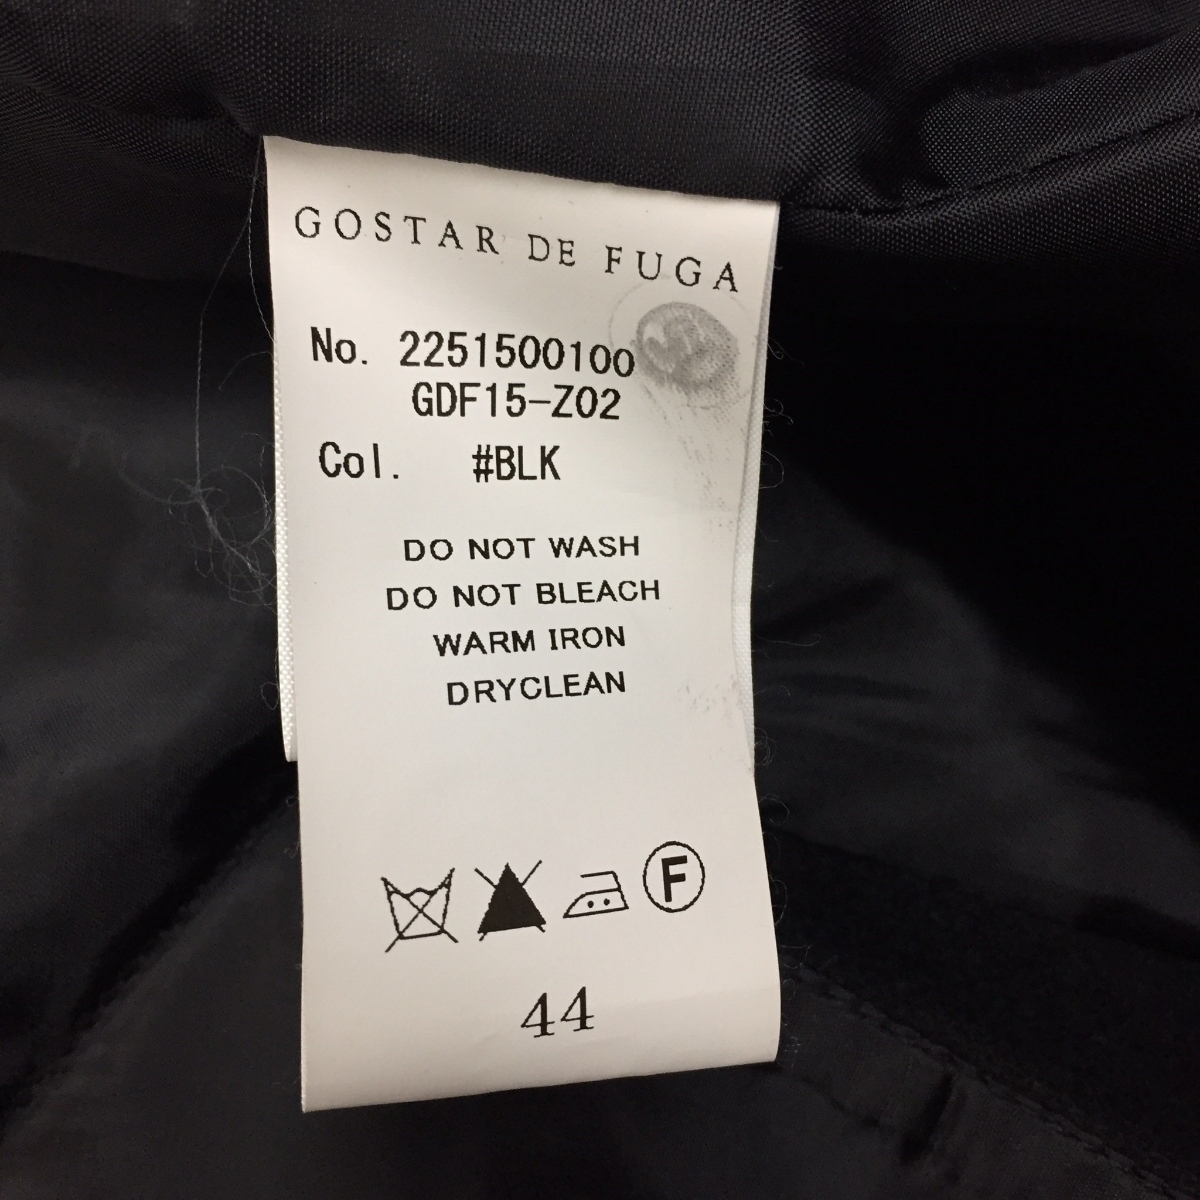 GOSTAR DE FUGA
No. 2251500100
GDF15-Z02
Col. #BLK
DO NOT WASH
DO NOT BLEACH
WARM IRON
DRYCLEAN
F
44